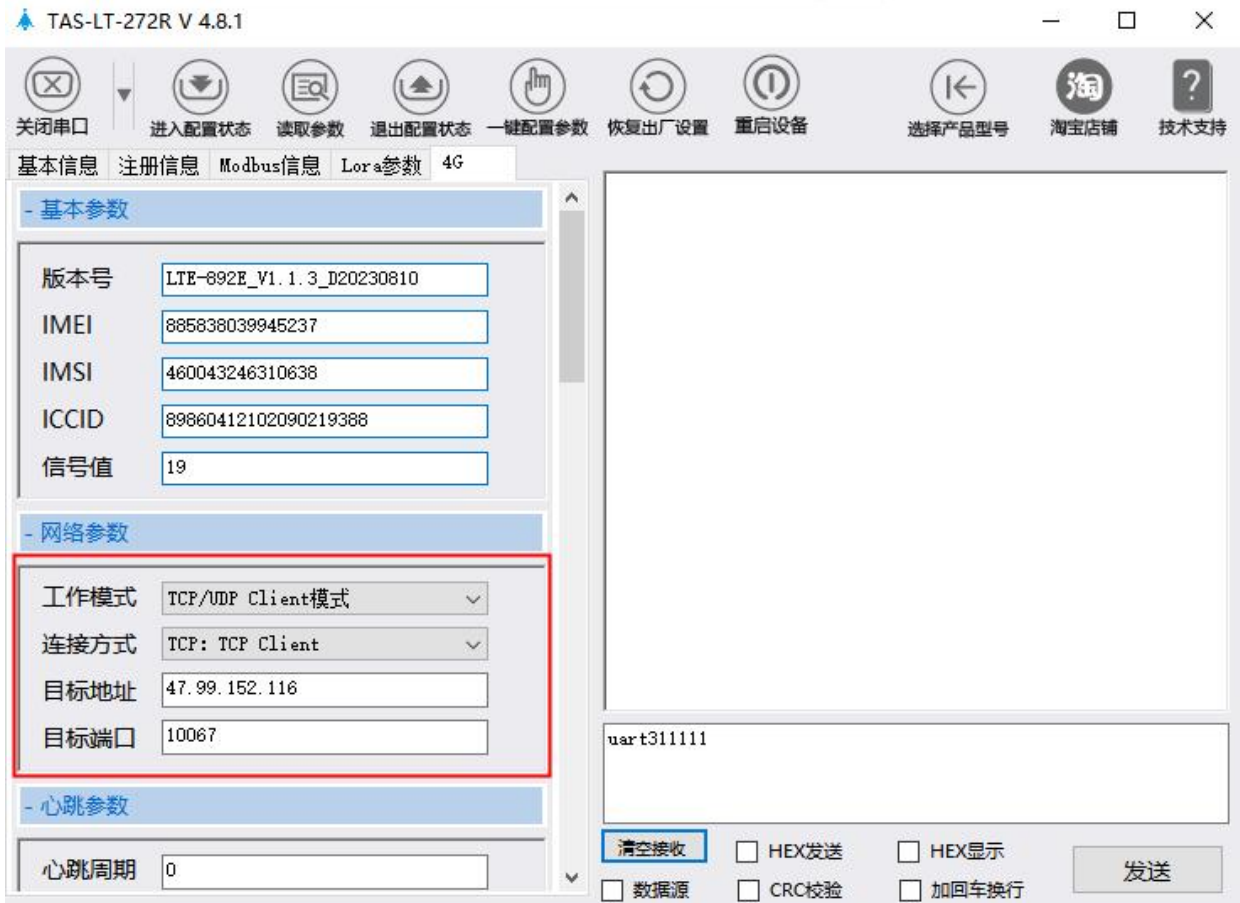 TAS-LT-272R V 4.8.1
关闭串口 进入配置状态 读取参数 退出配置状态 一键配置参数 恢复出厂设置 重启设备 选择产品型号 淘 淘宝店铺 ? 技术支持
基本信息 注册信息 Modbus信息 Lora参数 4G
- 基本参数
版本号 LTE-892E_V1.1.3_D20230810
IMEI 885838039945237
IMSI 460043246310638
ICCID 89860412102090219388
信号值 19
- 网络参数
工作模式 TCP/UDP Client模式
连接方式 TCP: TCP Client
目标地址 47.99.152.116
目标端口 10067
- 心跳参数
心跳周期 0
uart311111
清空接收 HEX发送 HEX显示
数据源 CRC校验 加回车换行
发送